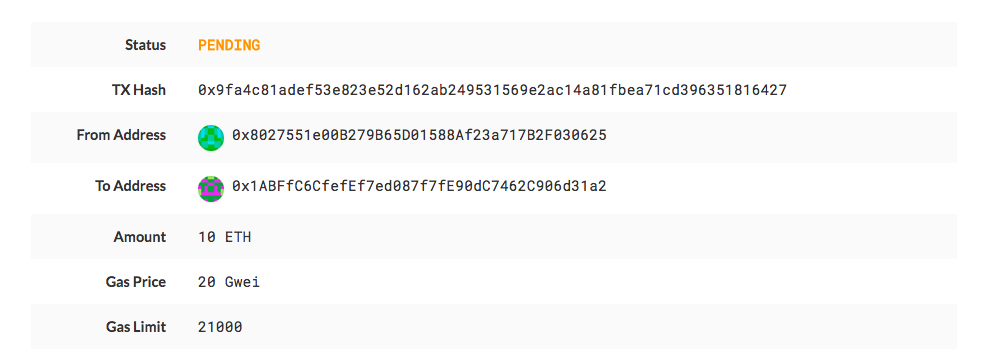 Status PENDING
TX Hash 0x9fa4c81adef53e823e52d162ab249531569e2ac14a81fbea71cd396351816427
From Address 0x8027551e00B279B65D01588Af23a717B2F030625
To Address 0x1ABFfC6CfefEf7ed087f7fE90dC7462C906d31a2
Amount 10 ETH
Gas Price 20 Gwei
Gas Limit 21000